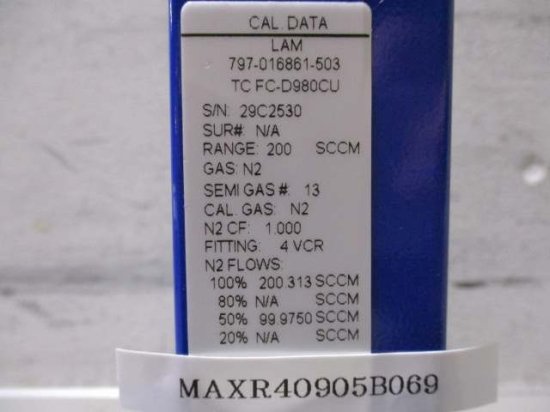 CAL. DATA
LAM
797-016861-503
TC FC-D980CU
S/N: 29C2530
SUR# N/A
RANGE: 200 SCCM
GAS: N2
SEMI GAS #: 13
CAL. GAS: N2
N2 CF: 1.000
FITTING: 4 VCR
N2 FLOWS:
100% 200.313 SCCM
80% N/A SCCM
50% 99.9750 SCCM
20% N/A SCCM
MAXR40905B069